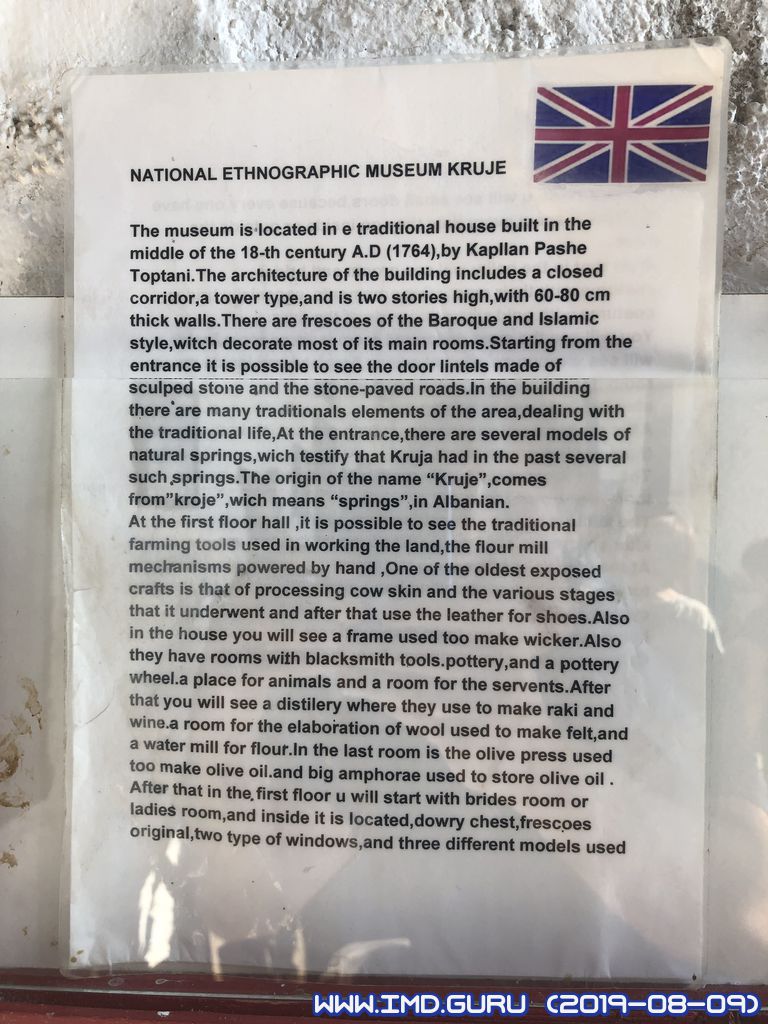 NATIONAL ETHNOGRAPHIC MUSEUM KRUJE
The museum is located in e traditional house built in the
middle of the 18-th century A.D (1764),by Kapllan Pashe
Toptani.The architecture of the building includes a closed
corridor,a tower type,and is two stories high,with 60-80 cm
thick walls.There are frescoes of the Baroque and Islamic
style,witch decorate most of its main rooms.Starting from the
entrance it is possible to see the door lintels made of
sculped stone and the stone-paved roads.In the building
there are many traditionals elements of the area,dealing with
the traditional life,At the entrance,there are several models of
natural springs,wich testify that Kruja had in the past several
such springs.The origin of the name “Kruje”,comes
from”kroje”,wich means “springs”,in Albanian.
At the first floor hall ,it is possible to see the traditional
farming tools used in working the land,the flour mill
mechanisms powered by hand ,One of the oldest exposed
crafts is that of processing cow skin and the various stages
that it underwent and after that use the leather for shoes.Also
in the house you will see a frame used too make wicker.Also
they have rooms with blacksmith tools.pottery,and a pottery
wheel.a place for animals and a room for the servents.After
that you will see a distilery where they use to make raki and
wine.a room for the elaboration of wool used to make felt,and
a water mill for flour.In the last room is the olive press used
too make olive oil.and big amphorae used to store olive oil .
After that in the first floor u will start with brides room or
ladies room,and inside it is located,dowry chest,frescoes
original,two type of windows,and three different models used
WWW.IMD.GURU (2019-08-09)